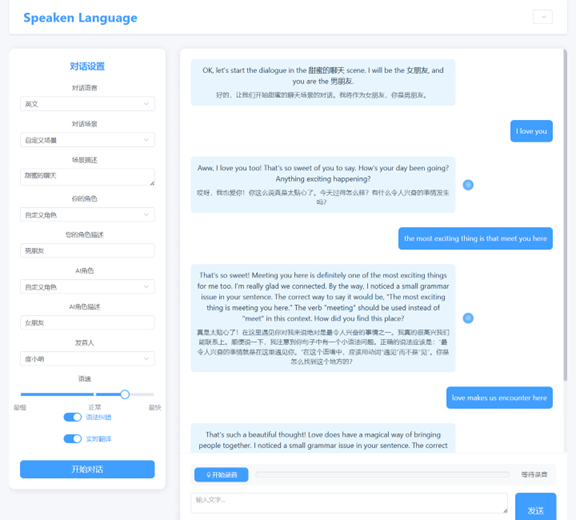 Speaken Language
对话设置
对话语言
英文
对话场景
自定义场景
场景描述
甜蜜的聊天
你的角色
自定义角色
您的角色描述
男朋友
AI角色
自定义角色
AI角色描述
女朋友
发音人
度小萌
语速
最慢 正常 最快
语法纠错
实时翻译
开始对话
OK, let's start the dialogue in the 甜蜜的聊天 scene. I will be the 女朋友, and
you are the 男朋友.
好的，让我们开始甜蜜的聊天场景的对话。我将作为女朋友，你是男朋友。
I love you
Aww, I love you too! That's so sweet of you to say. How's your day been going?
Anything exciting happening?
哎呀，我也爱你！你这么说真是太贴心了。今天过得怎么样？有什么令人兴奋的事情发生
吗？
the most exciting thing is that meet you here
That's so sweet! Meeting you here is definitely one of the most exciting things
for me too. I'm really glad we connected. By the way, I noticed a small grammar
issue in your sentence. The correct way to say it would be, "The most exciting
thing is meeting you here." The verb "meeting" should be used instead of
"meet" in this context. How did you find this place?
真是太贴心了！在这里遇见你对我来说绝对是最令人兴奋的事情之一。我真的很高兴我们
能联系上。顺便说一下，我注意到你句子中有一个小语法问题。正确的说法应该是：“最
令人兴奋的事情就是在这里遇见你。”在这个语境中，应该用动词“遇见”而不是“见”。你是
怎么找到这个地方的？
love makes us encounter here
That's such a beautiful thought! Love does have a magical way of bringing
people together. I noticed a small grammar issue in your sentence. The correct
开始录音 等待录音
输入文字...
发送